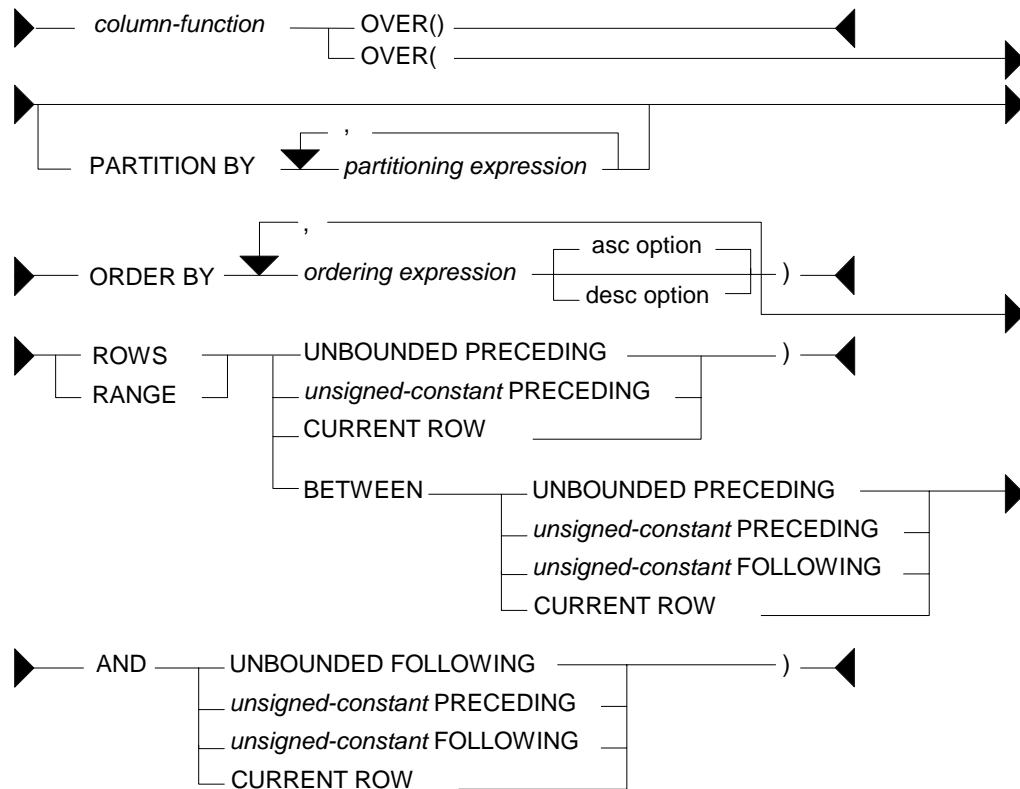 column-function OVER()
OVER(
,
PARTITION BY partitioning expression
,
asc option
ORDER BY ordering expression )
desc option
ROWS UNBOUNDED PRECEDING )
RANGE unsigned-constant PRECEDING
CURRENT ROW
BETWEEN UNBOUNDED PRECEDING
unsigned-constant PRECEDING
unsigned-constant FOLLOWING
CURRENT ROW
AND UNBOUNDED FOLLOWING )
unsigned-constant PRECEDING
unsigned-constant FOLLOWING
CURRENT ROW